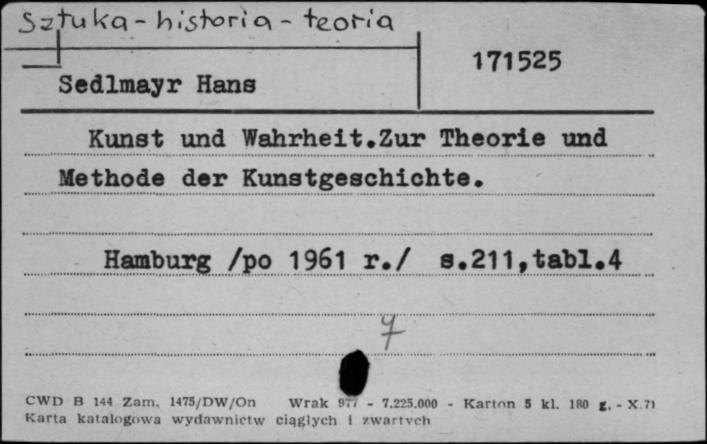 Sztuka - historia - teoria
171525
Sedlmayr Hans
Kunst und Wahrheit.Zur Theorie und
Methode der Kunstgeschichte.
Hamburg /po 1961 r./ s.211,tabl.4
7
CWD B 144 Zam. 1475/DW/On Wrak 977 - 7.225.000 - Karton 5 kl. 180 g. - X.71
Karta katalogowa wydawnictw ciągłych i zwartych